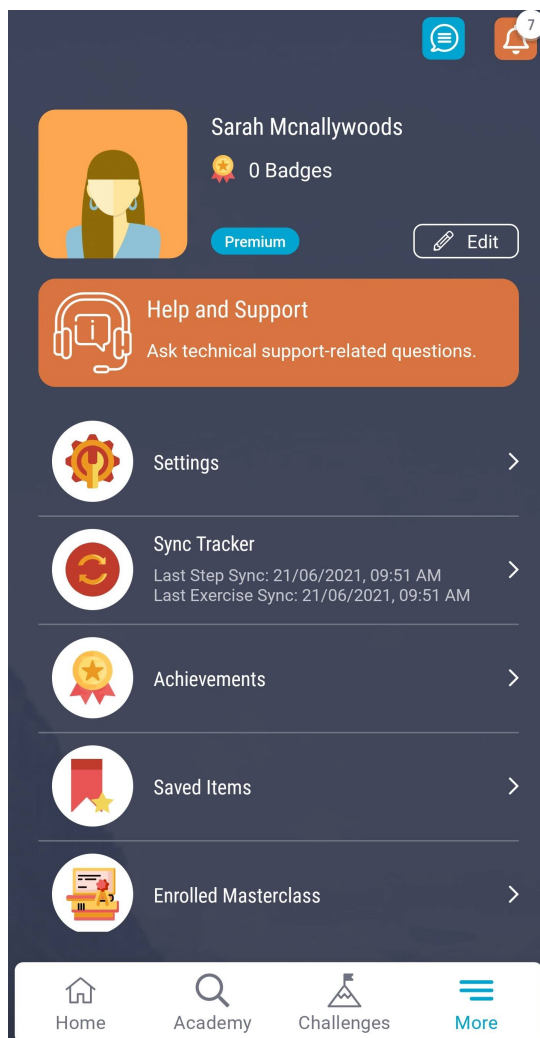 7
Sarah Mcnallywoods
0 Badges
Premium
Edit
Help and Support
Ask technical support-related questions.
Settings
Sync Tracker
Last Step Sync: 21/06/2021, 09:51 AM
Last Exercise Sync: 21/06/2021, 09:51 AM
Achievements
Saved Items
Enrolled Masterclass
Home
Academy
Challenges
More